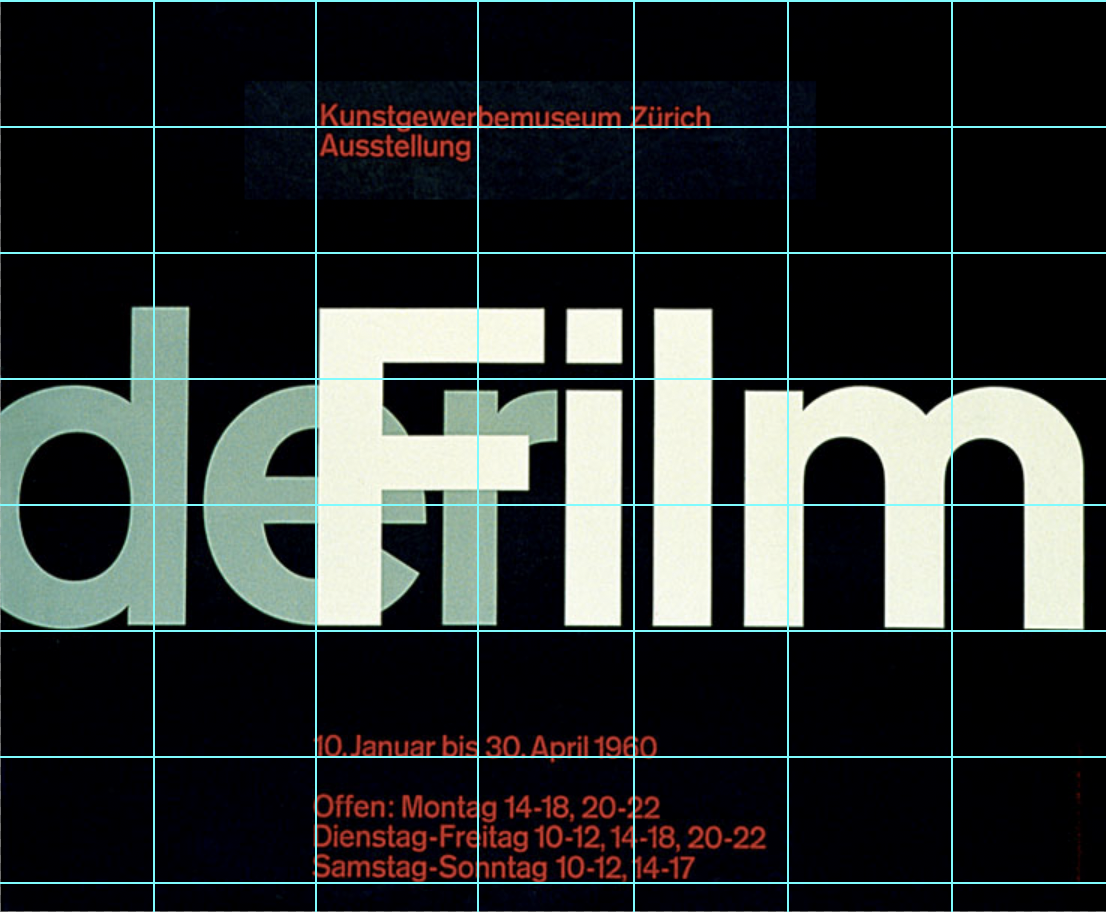 Kunstgewerbemuseum Zürich
Ausstellung
der Film
10. Januar bis 30. April 1960
Offen: Montag 14-18, 20-22
Dienstag-Freitag 10-12, 14-18, 20-22
Samstag-Sonntag 10-12, 14-17